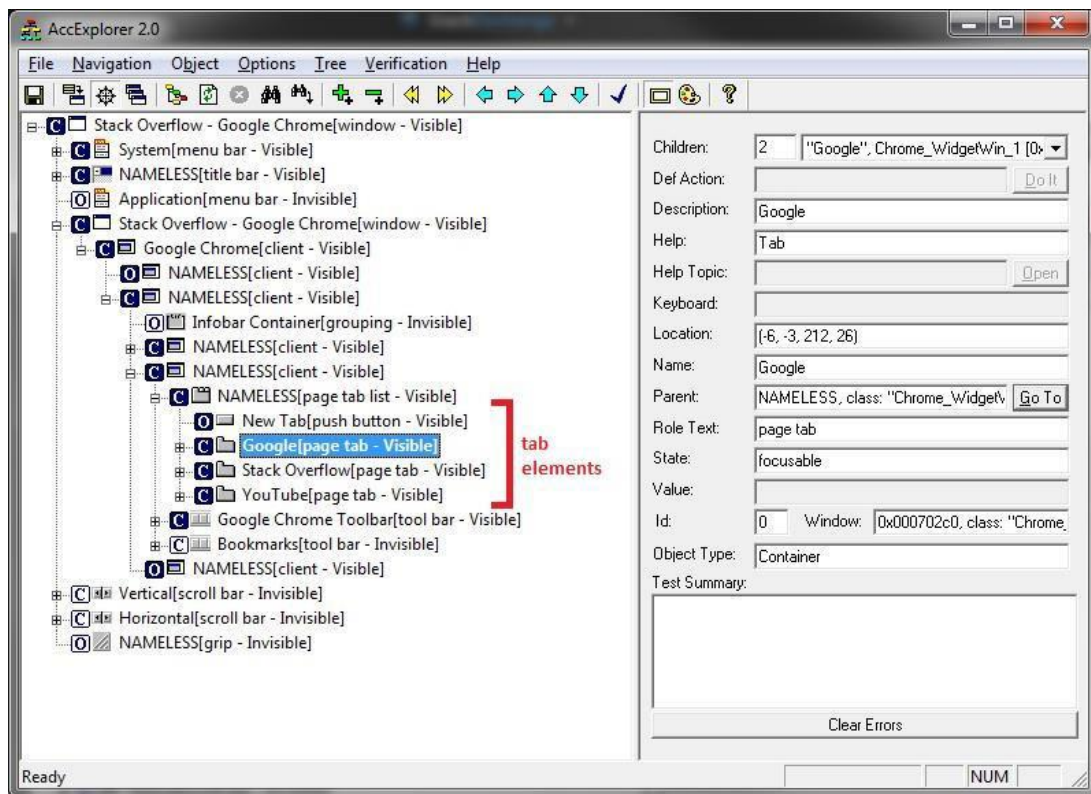 AccExplorer 2.0
File Navigation Object Options Tree Verification Help
Stack Overflow - Google Chrome[window - Visible]
System[menu bar - Visible]
NAMELESS[title bar - Visible]
Application[menu bar - Invisible]
Stack Overflow - Google Chrome[window - Visible]
Google Chrome[client - Visible]
NAMELESS[client - Visible]
NAMELESS[client - Visible]
Infobar Container[grouping - Invisible]
NAMELESS[client - Visible]
NAMELESS[client - Visible]
NAMELESS[page tab list - Visible]
New Tab[push button - Visible]
Google[page tab - Visible]
Stack Overflow[page tab - Visible]
YouTube[page tab - Visible]
Google Chrome Toolbar[tool bar - Visible]
Bookmarks[tool bar - Visible]
NAMELESS[client - Visible]
Vertical[scroll bar - Invisible]
Horizontal[scroll bar - Invisible]
NAMELESS[grip - Invisible]
tab
elements
Children: 2 "Google", Chrome_WidgetWin_1 [0x
Def Action: Do It
Description: Google
Help: Tab
Help Topic: Open
Keyboard:
Location: (-6, -3, 212, 26)
Name: Google
Parent: NAMELESS, class: "Chrome_Widget Go To
Role Text: page tab
State: focusable
Value:
Id: 0 Window: 0x000702c0, class: "Chrome_
Object Type: Container
Test Summary:
Clear Errors
Ready NUM